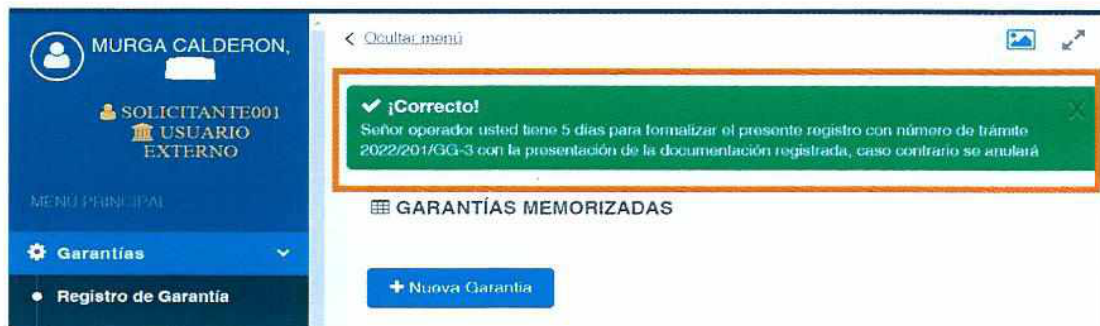 MURGA CALDERON,
SOLICITANTE001
USUARIO
EXTERNO
MENÚ PRINCIPAL
Garantías
Registro de Garantía
Ocultar menú
¡Correcto!
Señor operador usted tiene 5 días para formalizar el presente registro con número de trámite
2022/201/GG-3 con la presentación de la documentación registrada, caso contrario se anulará
GARANTÍAS MEMORIZADAS
+ Nueva Garantia